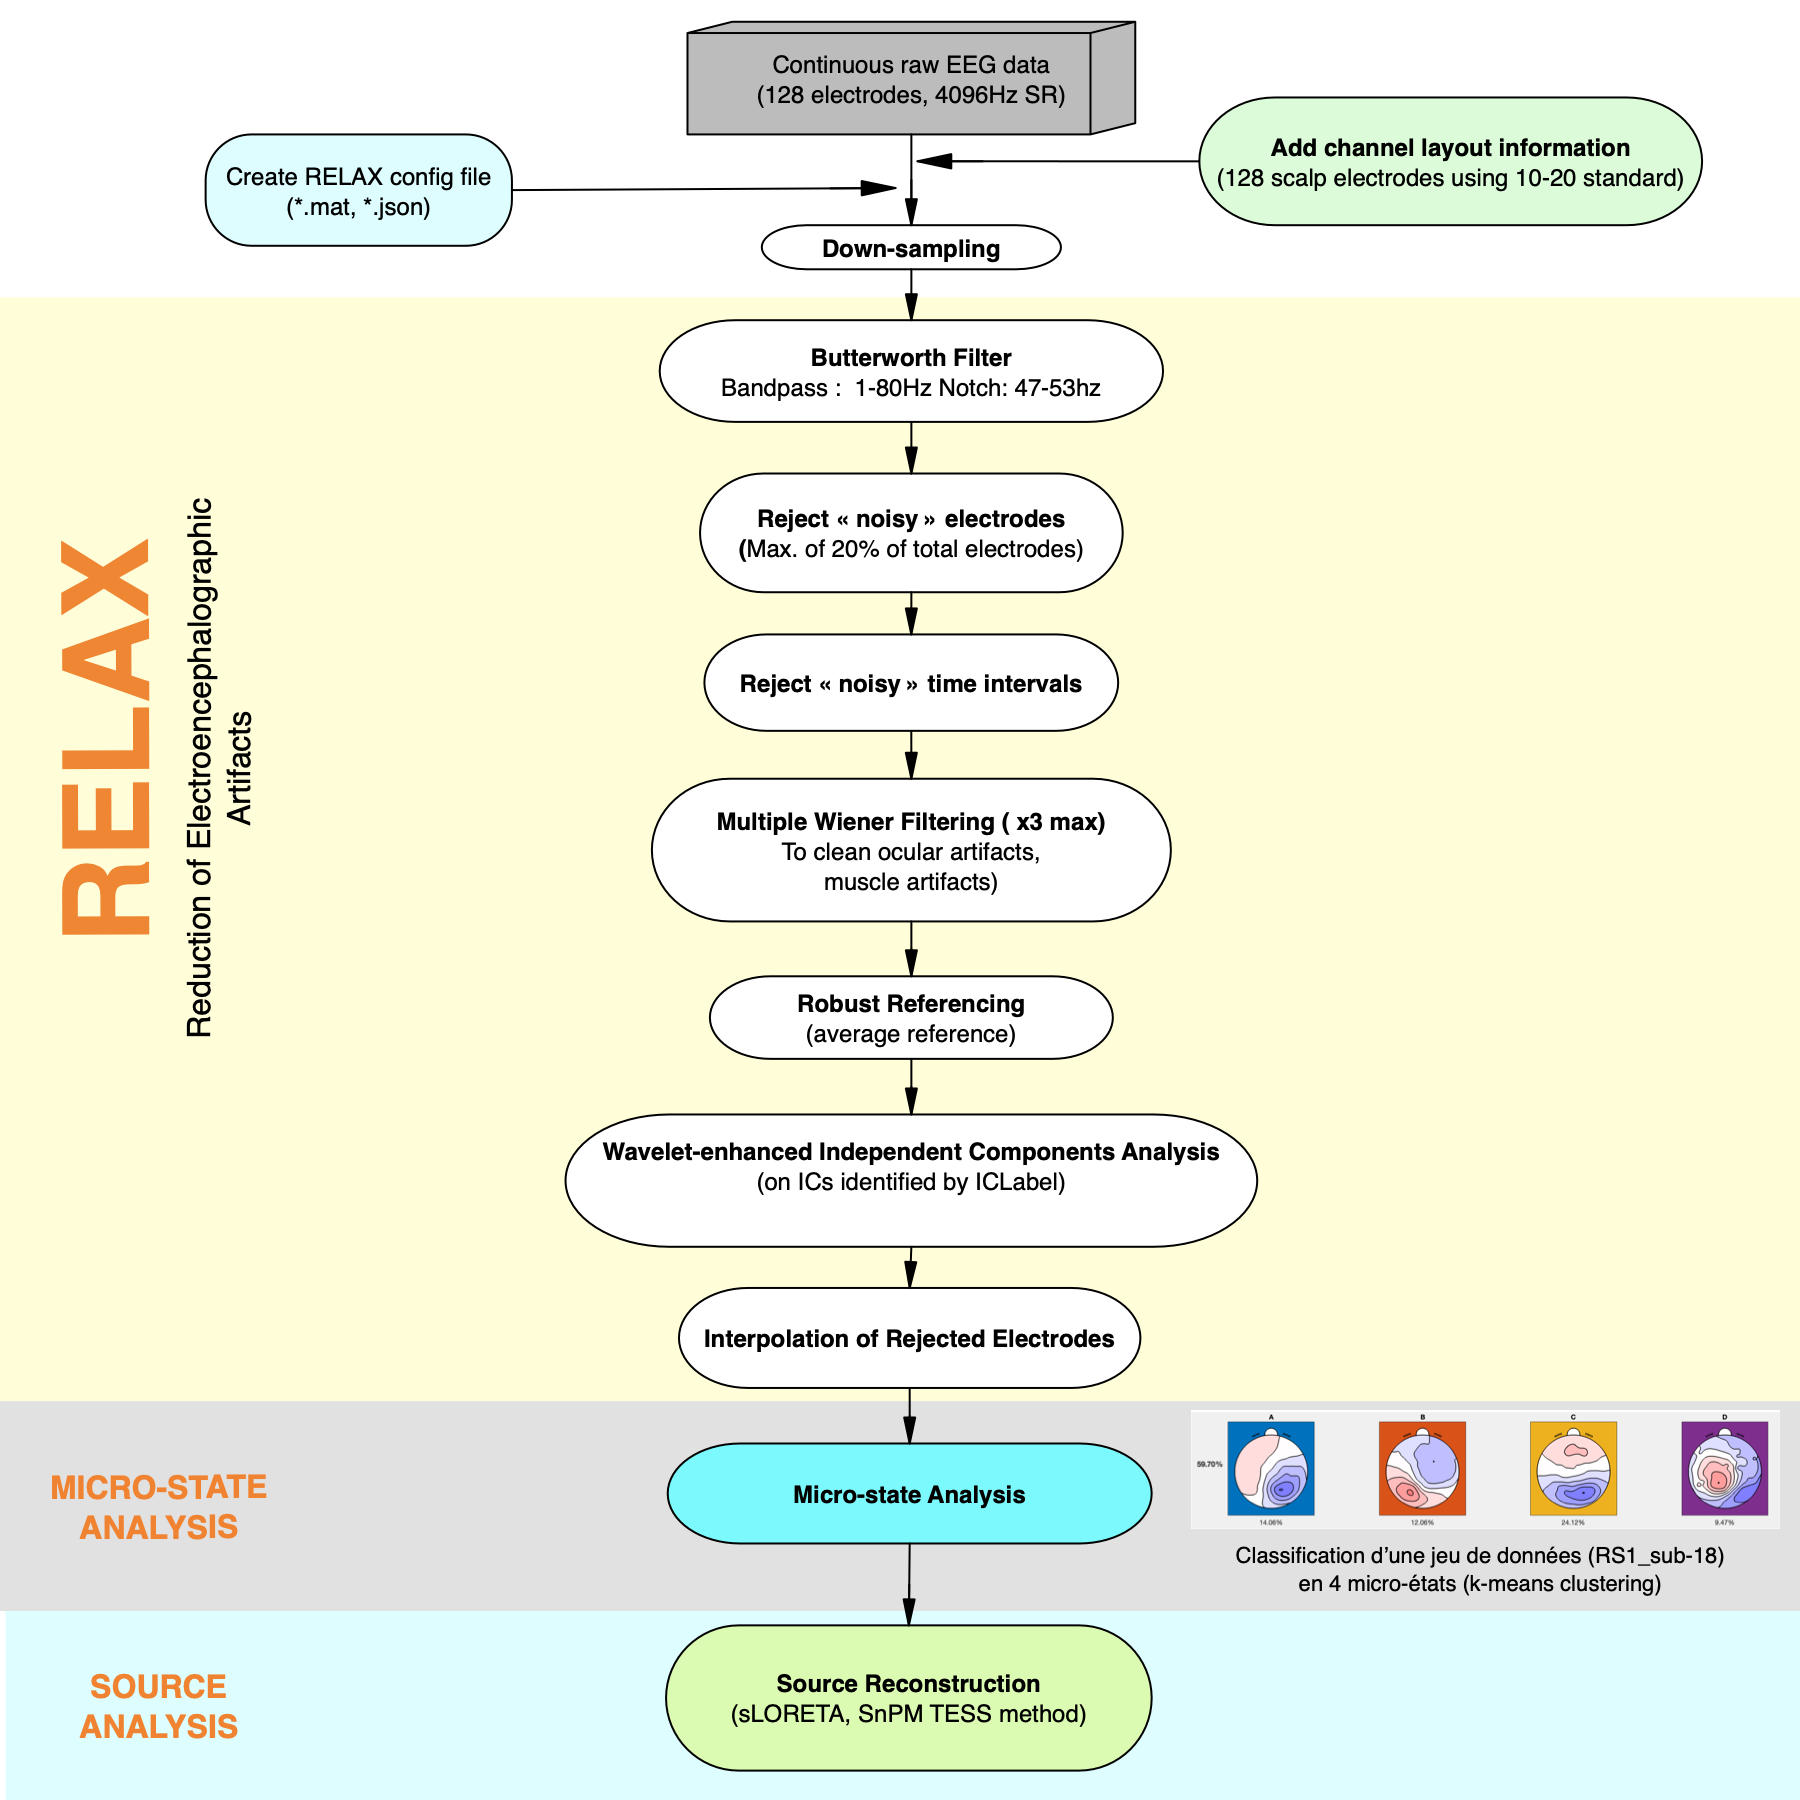 Continuous raw EEG data
(128 electrodes, 4096Hz SR)
Add channel layout information
(128 scalp electrodes using 10-20 standard)
Create RELAX config file
(*.mat, *.json)
Down-sampling
RELAX
Reduction of Electroencephalographic
Artifacts
Butterworth Filter
Bandpass :  1-80Hz Notch: 47-53hz
Reject « noisy » electrodes
(Max. of 20% of total electrodes)
Reject « noisy » time intervals
Multiple Wiener Filtering ( x3 max)
To clean ocular artifacts,
muscle artifacts)
Robust Referencing
(average reference)
Wavelet-enhanced Independent Components Analysis
(on ICs identified by ICLabel)
Interpolation of Rejected Electrodes
MICRO-STATE
ANALYSIS
Micro-state Analysis
A B C D
59.70%
14.06% 12.06% 24.12% 9.47%
Classification d’une jeu de données (RS1_sub-18)
en 4 micro-états (k-means clustering)
SOURCE
ANALYSIS
Source Reconstruction
(sLORETA, SnPM TESS method)